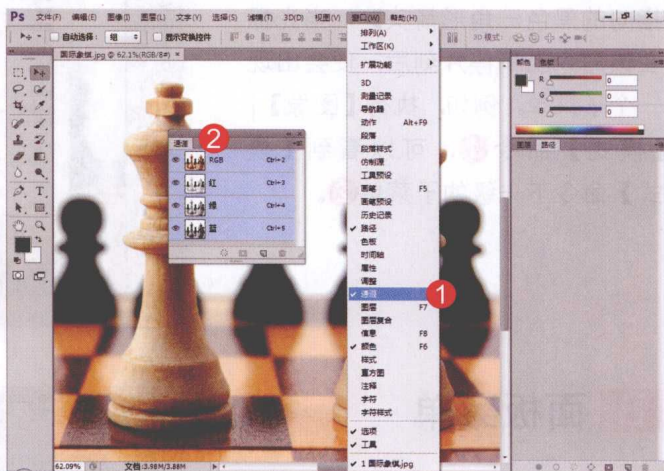 Ps 文件(F) 编辑(E) 图像(I) 图层(L) 文字(Y) 选择(S) 滤镜(T) 3D(D) 视图(V) 窗口(W) 帮助(H)
自动选择: 组 显示变换控件 3D 模式:
国际象棋.jpg @ 62.1%(RGB/8#) ×
排列(A)
工作区(K)
扩展功能
3D
测量记录
导航器
动作 Alt+F9
段落
段落样式
仿制源
工具预设
画笔 F5
画笔预设
历史记录
路径
色板
时间轴
属性
调整
通道 1
图层 F7
图层复合
信息 F8
颜色 F6
样式
直方图
注释
字符
字符样式
选项
工具
1 国际象棋.jpg
通道 2
RGB Ctrl+2
红 Ctrl+3
绿 Ctrl+4
蓝 Ctrl+5
颜色 色板
R 0
G 0
B 0
图层 路径
62.09% 文档:3.98M/3.88M